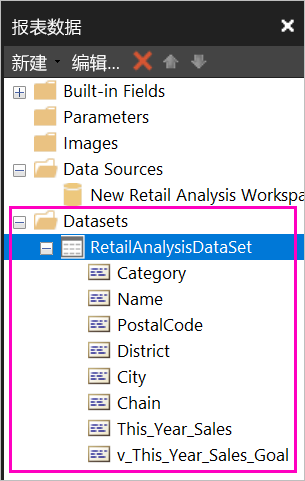 报表数据
新建 编辑...
Built-in Fields
Parameters
Images
Data Sources
New Retail Analysis Workspa
Datasets
RetailAnalysisDataSet
Category
Name
PostalCode
District
City
Chain
This_Year_Sales
v_This_Year_Sales_Goal